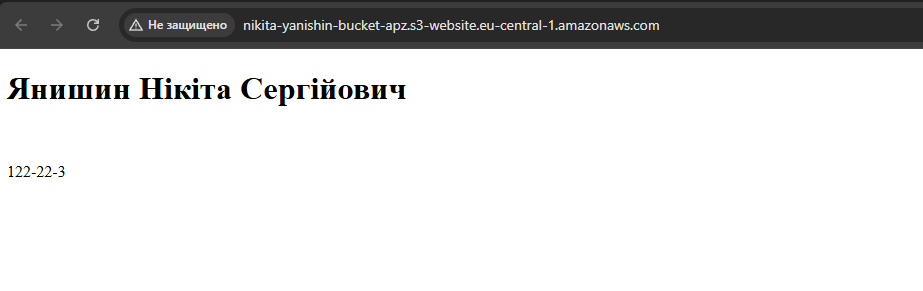 Не защищено nikita-yanishin-bucket-apz.s3-website.eu-central-1.amazonaws.com
Янишин Нікіта Сергійович
122-22-3